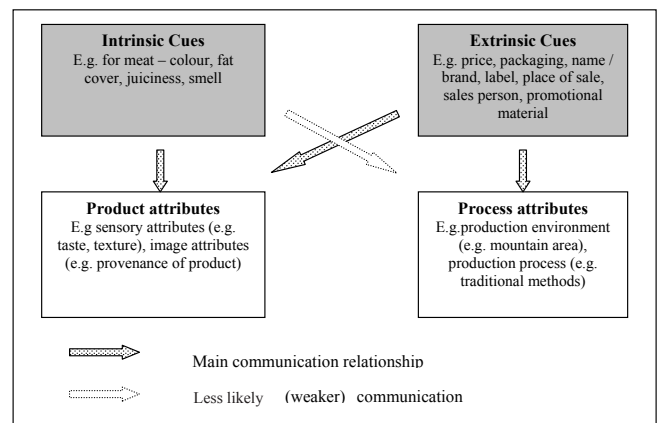 Intrinsic Cues
E.g. for meat – colour, fat
cover, juiciness, smell
Extrinsic Cues
E.g. price, packaging, name /
brand, label, place of sale,
sales person, promotional
material
Product attributes
E.g sensory attributes (e.g.
taste, texture), image attributes
(e.g. provenance of product)
Process attributes
E.g.production environment
(e.g. mountain area),
production process (e.g.
traditional methods)
Main communication relationship
Less likely (weaker) communication